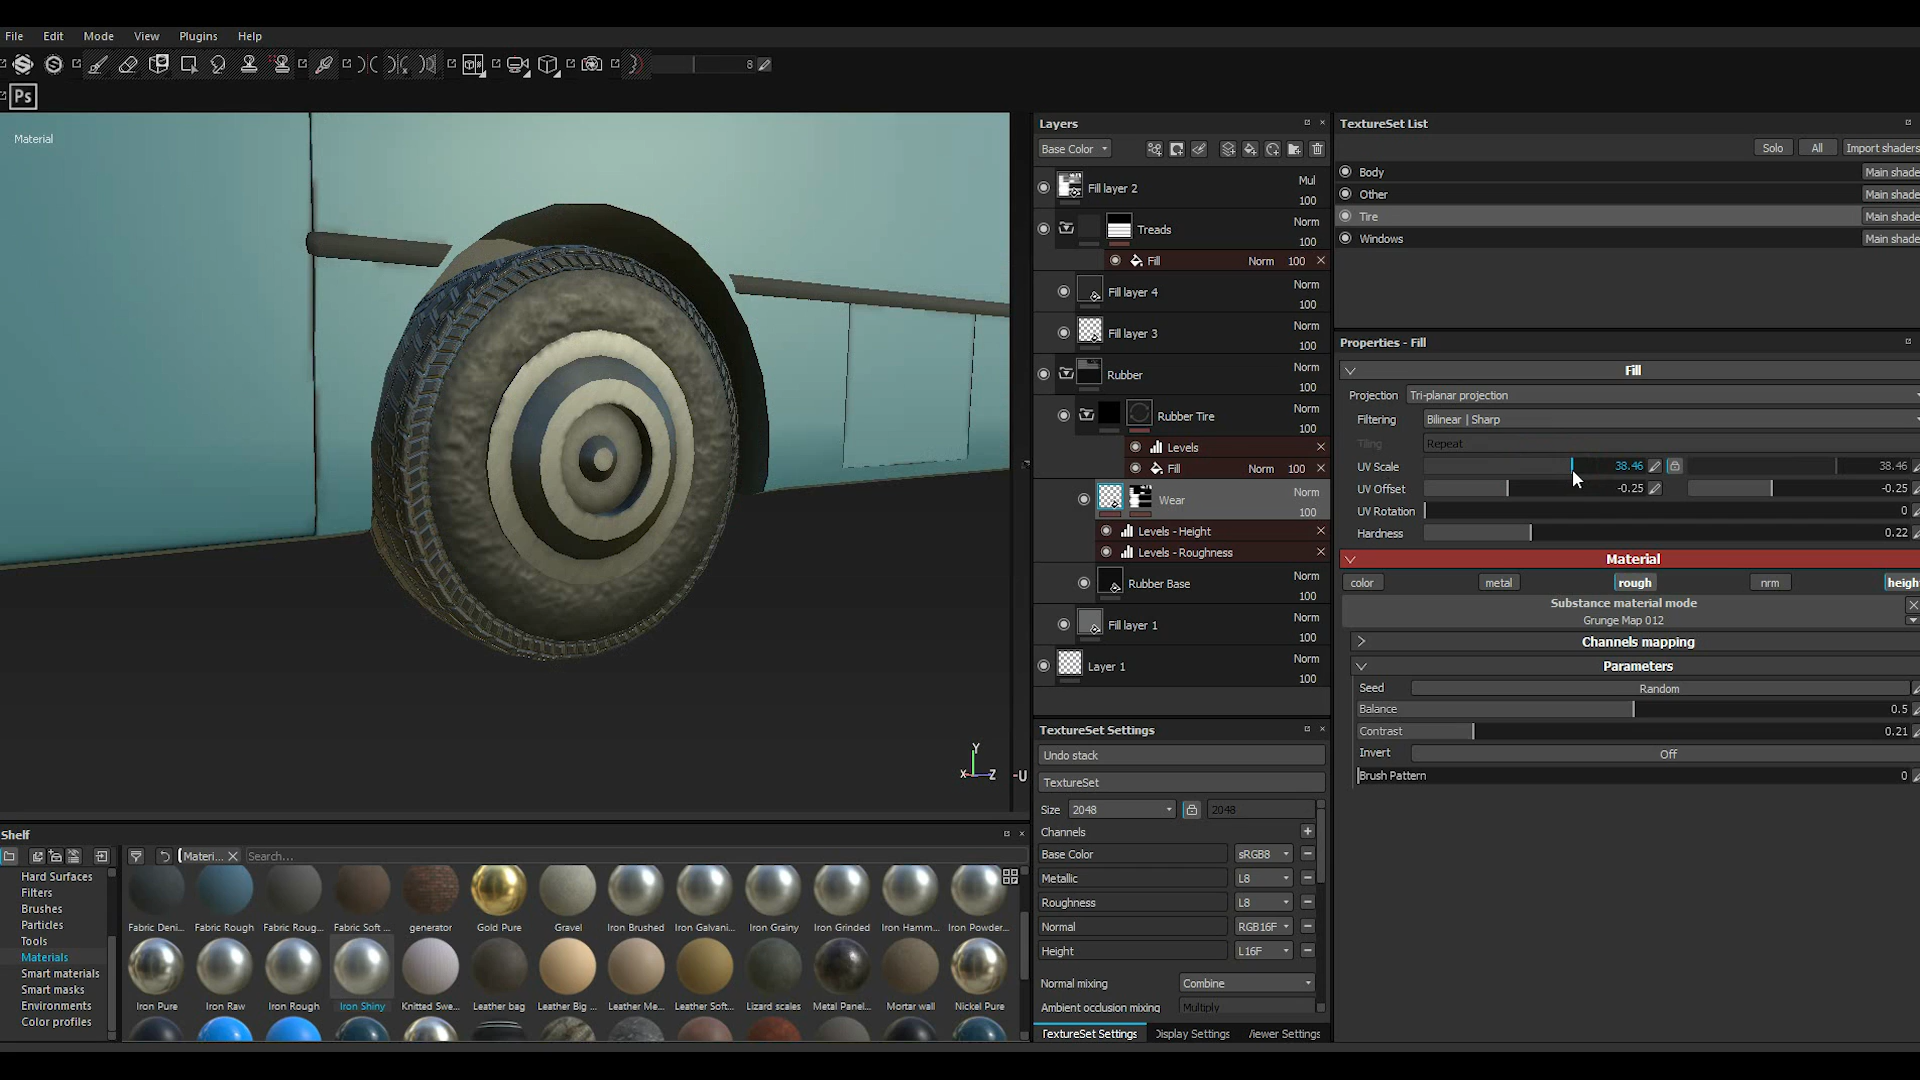 File Edit Mode View Plugins Help
8
Ps
Material
Layers
Base Color
Fill layer 2 Mul 100
Treads Norm 100
Fill Norm 100
Fill layer 4 Norm 100
Fill layer 3 Norm 100
Rubber Norm 100
Rubber Tire Norm 100
Levels
Fill Norm 100
Wear Norm 100
Levels - Height
Levels - Roughness
Rubber Base Norm 100
Fill layer 1 Norm 100
Layer 1 Norm 100
TextureSet List
Solo All Import shaders
Body Main shade
Other Main shade
Tire Main shade
Windows Main shade
Properties - Fill
Fill
Projection Tri-planar projection
Filtering Bilinear | Sharp
Tiling Repeat
UV Scale 38.46 38.46
UV Offset -0.25 -0.25
UV Rotation 0
Hardness 0.22
Material
color metal rough nrm heigh
Substance material mode
Grunge Map 012
Channels mapping
Parameters
Seed Random
Balance 0.5
Contrast 0.21
Invert Off
Brush Pattern 0
Y
X Z -U
TextureSet Settings
Undo stack
TextureSet
Size 2048 2048
Channels
Base Color sRGB8
Metallic L8
Roughness L8
Normal RGB16F
Height L16F
Normal mixing Combine
Ambient occlusion mixing Multiply
TextureSet Settings Display Settings Viewer Settings
Shelf
Materi... Search...
Hard Surfaces
Filters
Brushes
Particles
Tools
Materials
Smart materials
Smart masks
Environments
Color profiles
Fabric Deni... Fabric Rough Fabric Roug... Fabric Soft ... generator Gold Pure Gravel Iron Brushed Iron Galvani... Iron Grainy Iron Grinded Iron Hamm... Iron Powder...
Iron Pure Iron Raw Iron Rough Iron Shiny Knitted Swe... Leather bag Leather Big ... Leather Me... Leather Soft... Lizard scales Metal Panel... Mortar wall Nickel Pure